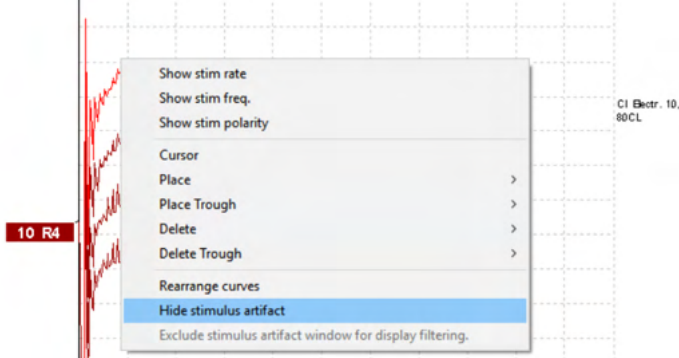 Show stim rate
Show stim freq.
Show stim polarity
CI Electr. 10,
80CL
Cursor
Place
Place Trough
Delete
10 R4
Delete Trough
Rearrange curves
Hide stimulus artifact
Exclude stimulus artifact window for display filtering.